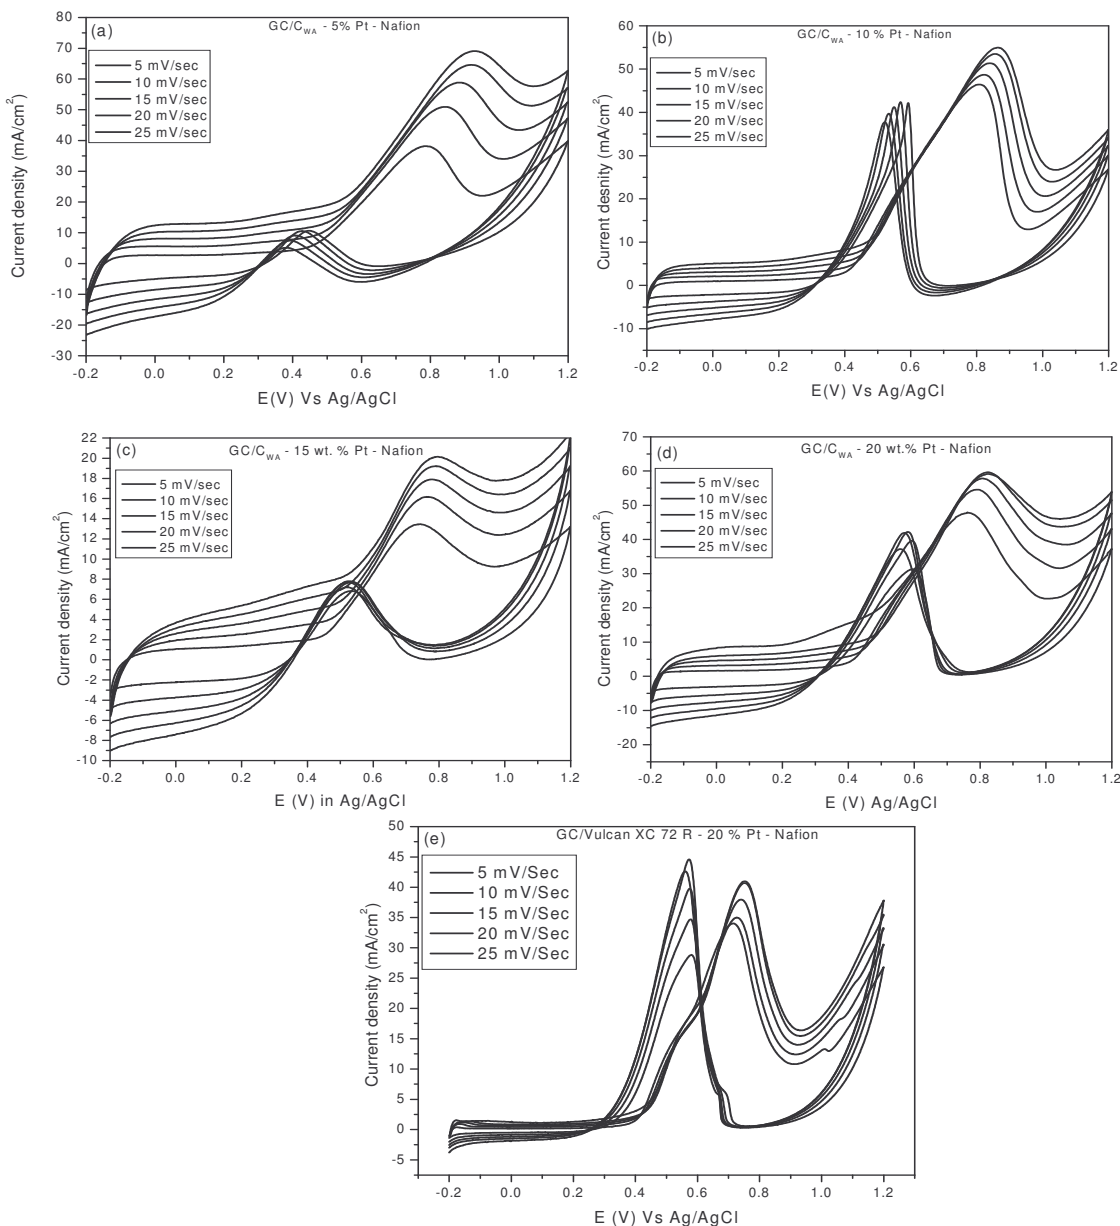 (a)
GC/C_WA - 5% Pt - Nafion
5 mV/sec
10 mV/sec
15 mV/sec
20 mV/sec
25 mV/sec
80
70
60
50
40
30
20
10
0
-10
-20
-30
Current density (mA/cm²)
-0.2 0.0 0.2 0.4 0.6 0.8 1.0 1.2
E(V) Vs Ag/AgCl
(b)
GC/C_WA - 10 % Pt - Nafion
5 mV/sec
10 mV/sec
15 mV/sec
20 mV/sec
25 mV/sec
60
50
40
30
20
10
0
-10
Current desnity (mA/cm²)
-0.2 0.0 0.2 0.4 0.6 0.8 1.0 1.2
E(V) Vs Ag/AgCl
(c)
GC/C_WA - 15 wt. % Pt - Nafion
5 mV/sec
10 mV/sec
15 mV/sec
20 mV/sec
25 mV/sec
22
20
18
16
14
12
10
8
6
4
2
0
-2
-4
-6
-8
-10
Current density (mA/cm²)
-0.2 0.0 0.2 0.4 0.6 0.8 1.0 1.2
E (V) in Ag/AgCl
(d)
GC/C_WA - 20 wt.% Pt - Nafion
5 mV/sec
10 mV/sec
15 mV/sec
20 mV/sec
25 mV/sec
70
60
50
40
30
20
10
0
-10
-20
Current density (mA/cm²)
-0.2 0.0 0.2 0.4 0.6 0.8 1.0 1.2
E (V) Ag/AgCl
(e)
GC/Vulcan XC 72 R - 20 % Pt - Nafion
5 mV/Sec
10 mV/Sec
15 mV/Sec
20 mV/Sec
25 mV/Sec
50
45
40
35
30
25
20
15
10
5
0
-5
Current density (mA/cm²)
-0.2 0.0 0.2 0.4 0.6 0.8 1.0 1.2
E (V) Vs Ag/AgCl